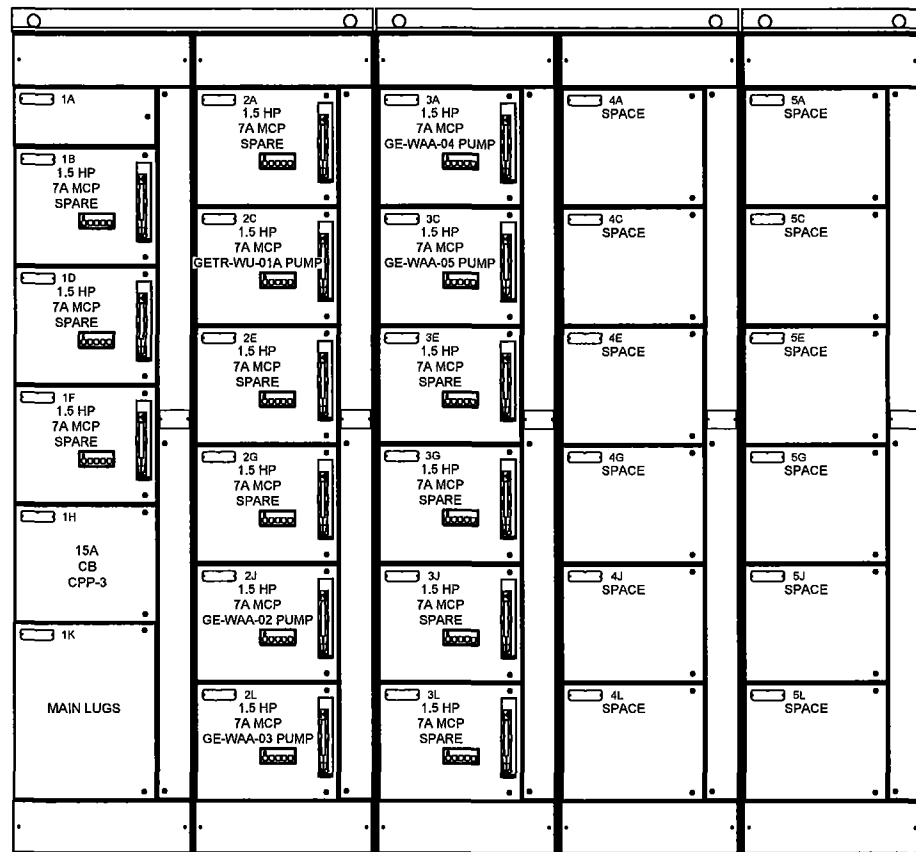 1A
1B
1.5 HP
7A MCP
SPARE
1D
1.5 HP
7A MCP
SPARE
1F
1.5 HP
7A MCP
SPARE
1H
15A
CB
CPP-3
1K
MAIN LUGS
2A
1.5 HP
7A MCP
SPARE
2C
1.5 HP
7A MCP
GETR-WU-01A PUMP
2E
1.5 HP
7A MCP
SPARE
2G
1.5 HP
7A MCP
SPARE
2J
1.5 HP
7A MCP
GE-WAA-02 PUMP
2L
1.5 HP
7A MCP
GE-WAA-03 PUMP
3A
1.5 HP
7A MCP
GE-WAA-04 PUMP
3C
1.5 HP
7A MCP
GE-WAA-05 PUMP
3E
1.5 HP
7A MCP
SPARE
3G
1.5 HP
7A MCP
SPARE
3J
1.5 HP
7A MCP
SPARE
3L
1.5 HP
7A MCP
SPARE
4A
SPACE
4C
SPACE
4E
SPACE
4G
SPACE
4J
SPACE
4L
SPACE
5A
SPACE
5C
SPACE
5E
SPACE
5G
SPACE
5J
SPACE
5L
SPACE